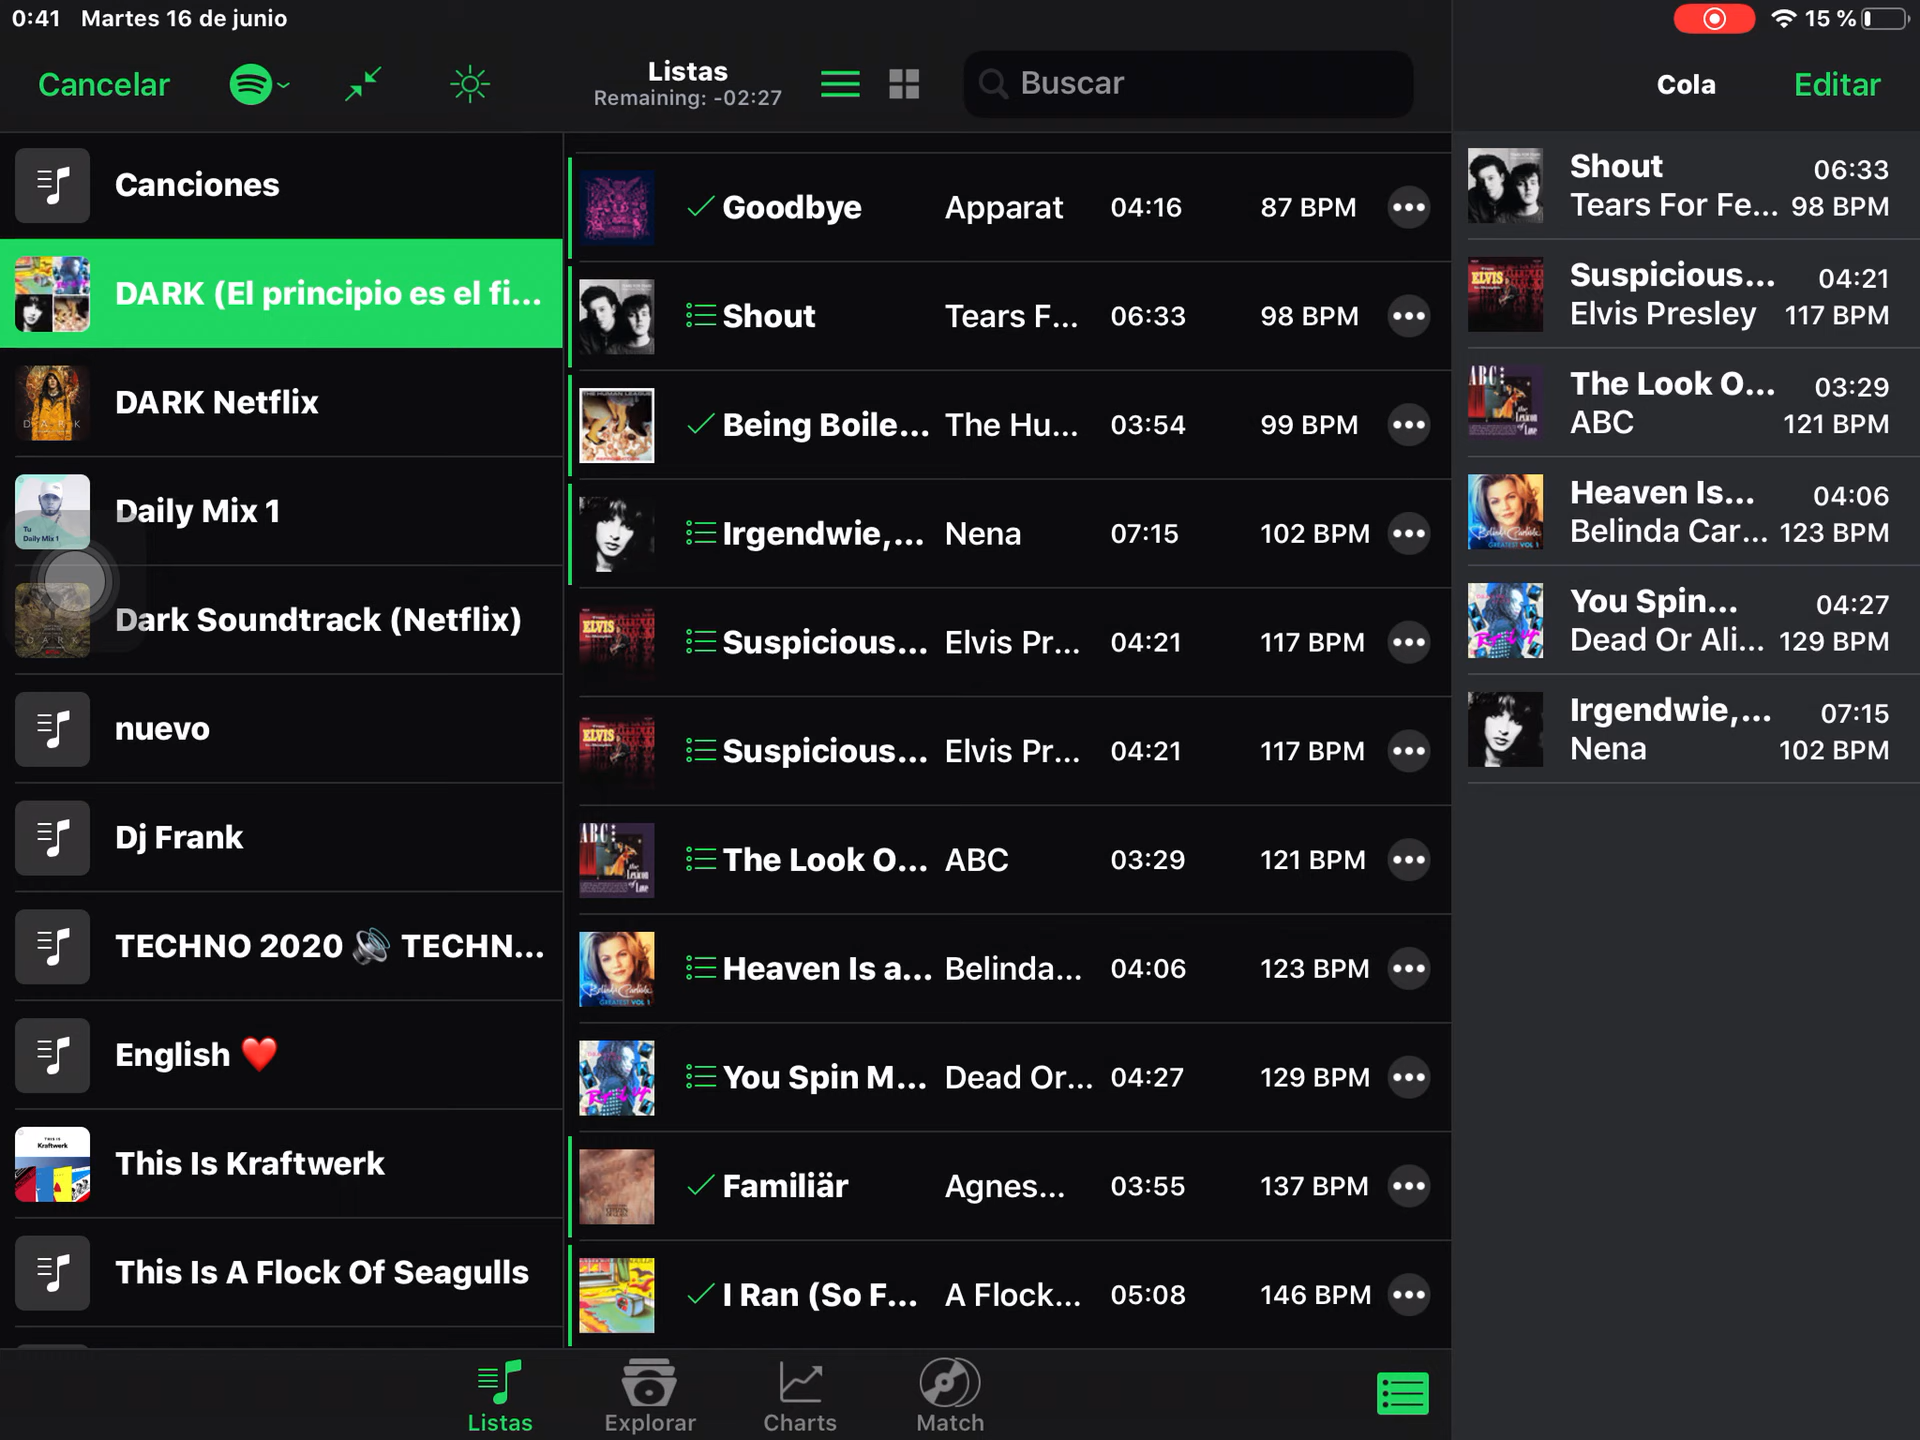 0:41 Martes 16 de junio
15 %
Cancelar
Listas
Remaining: -02:27
Buscar
Cola
Editar
Canciones
DARK (El principio es el fi...
DARK Netflix
Daily Mix 1
Dark Soundtrack (Netflix)
nuevo
Dj Frank
TECHNO 2020 🔊 TECHN...
English ❤️
This Is Kraftwerk
This Is A Flock Of Seagulls
Goodbye Apparat 04:16 87 BPM
Shout Tears F... 06:33 98 BPM
Being Boile... The Hu... 03:54 99 BPM
Irgendwie,... Nena 07:15 102 BPM
Suspicious... Elvis Pr... 04:21 117 BPM
Suspicious... Elvis Pr... 04:21 117 BPM
The Look O... ABC 03:29 121 BPM
Heaven Is a... Belinda... 04:06 123 BPM
You Spin M... Dead Or... 04:27 129 BPM
Familiär Agnes... 03:55 137 BPM
I Ran (So F... A Flock... 05:08 146 BPM
Shout 06:33
Tears For Fe... 98 BPM
Suspicious... 04:21
Elvis Presley 117 BPM
The Look O... 03:29
ABC 121 BPM
Heaven Is... 04:06
Belinda Car... 123 BPM
You Spin... 04:27
Dead Or Ali... 129 BPM
Irgendwie,... 07:15
Nena 102 BPM
Listas
Explorar
Charts
Match